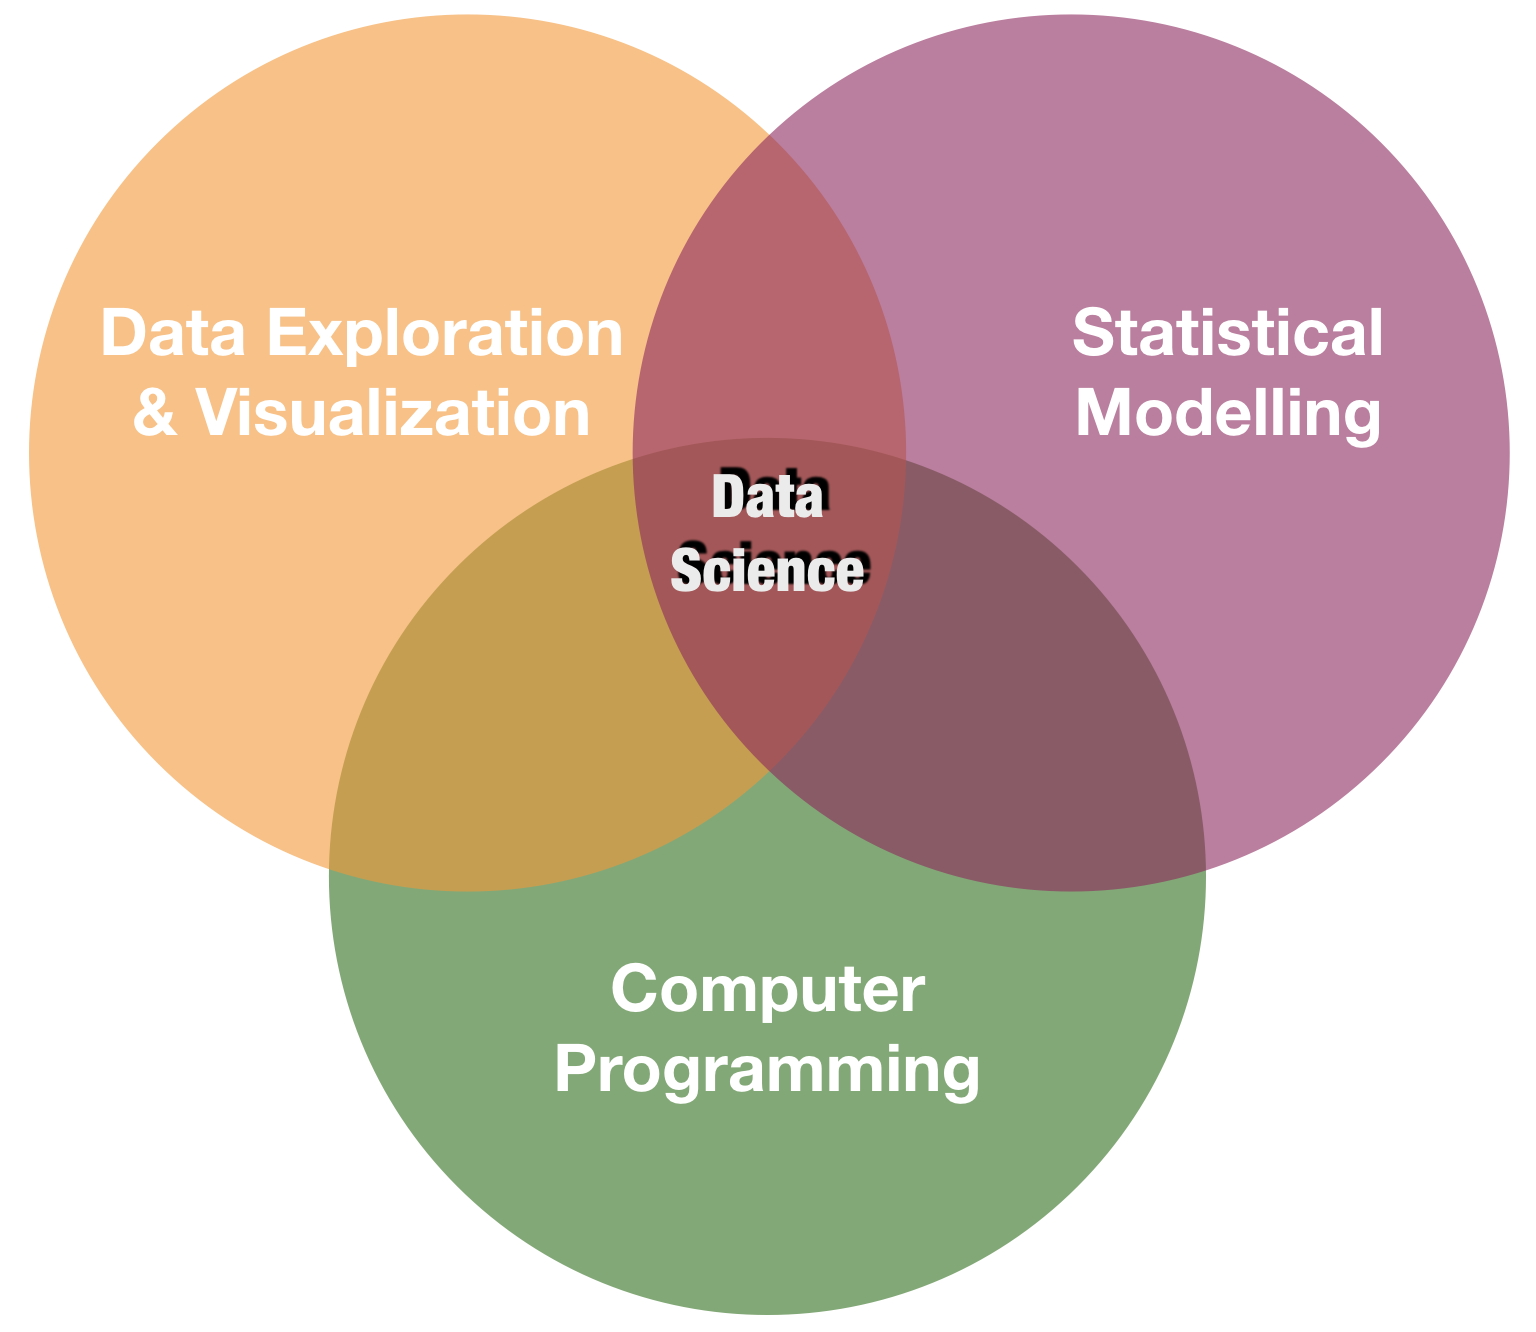 Data Exploration
& Visualization
Statistical
Modelling
Data
Science
Computer
Programming